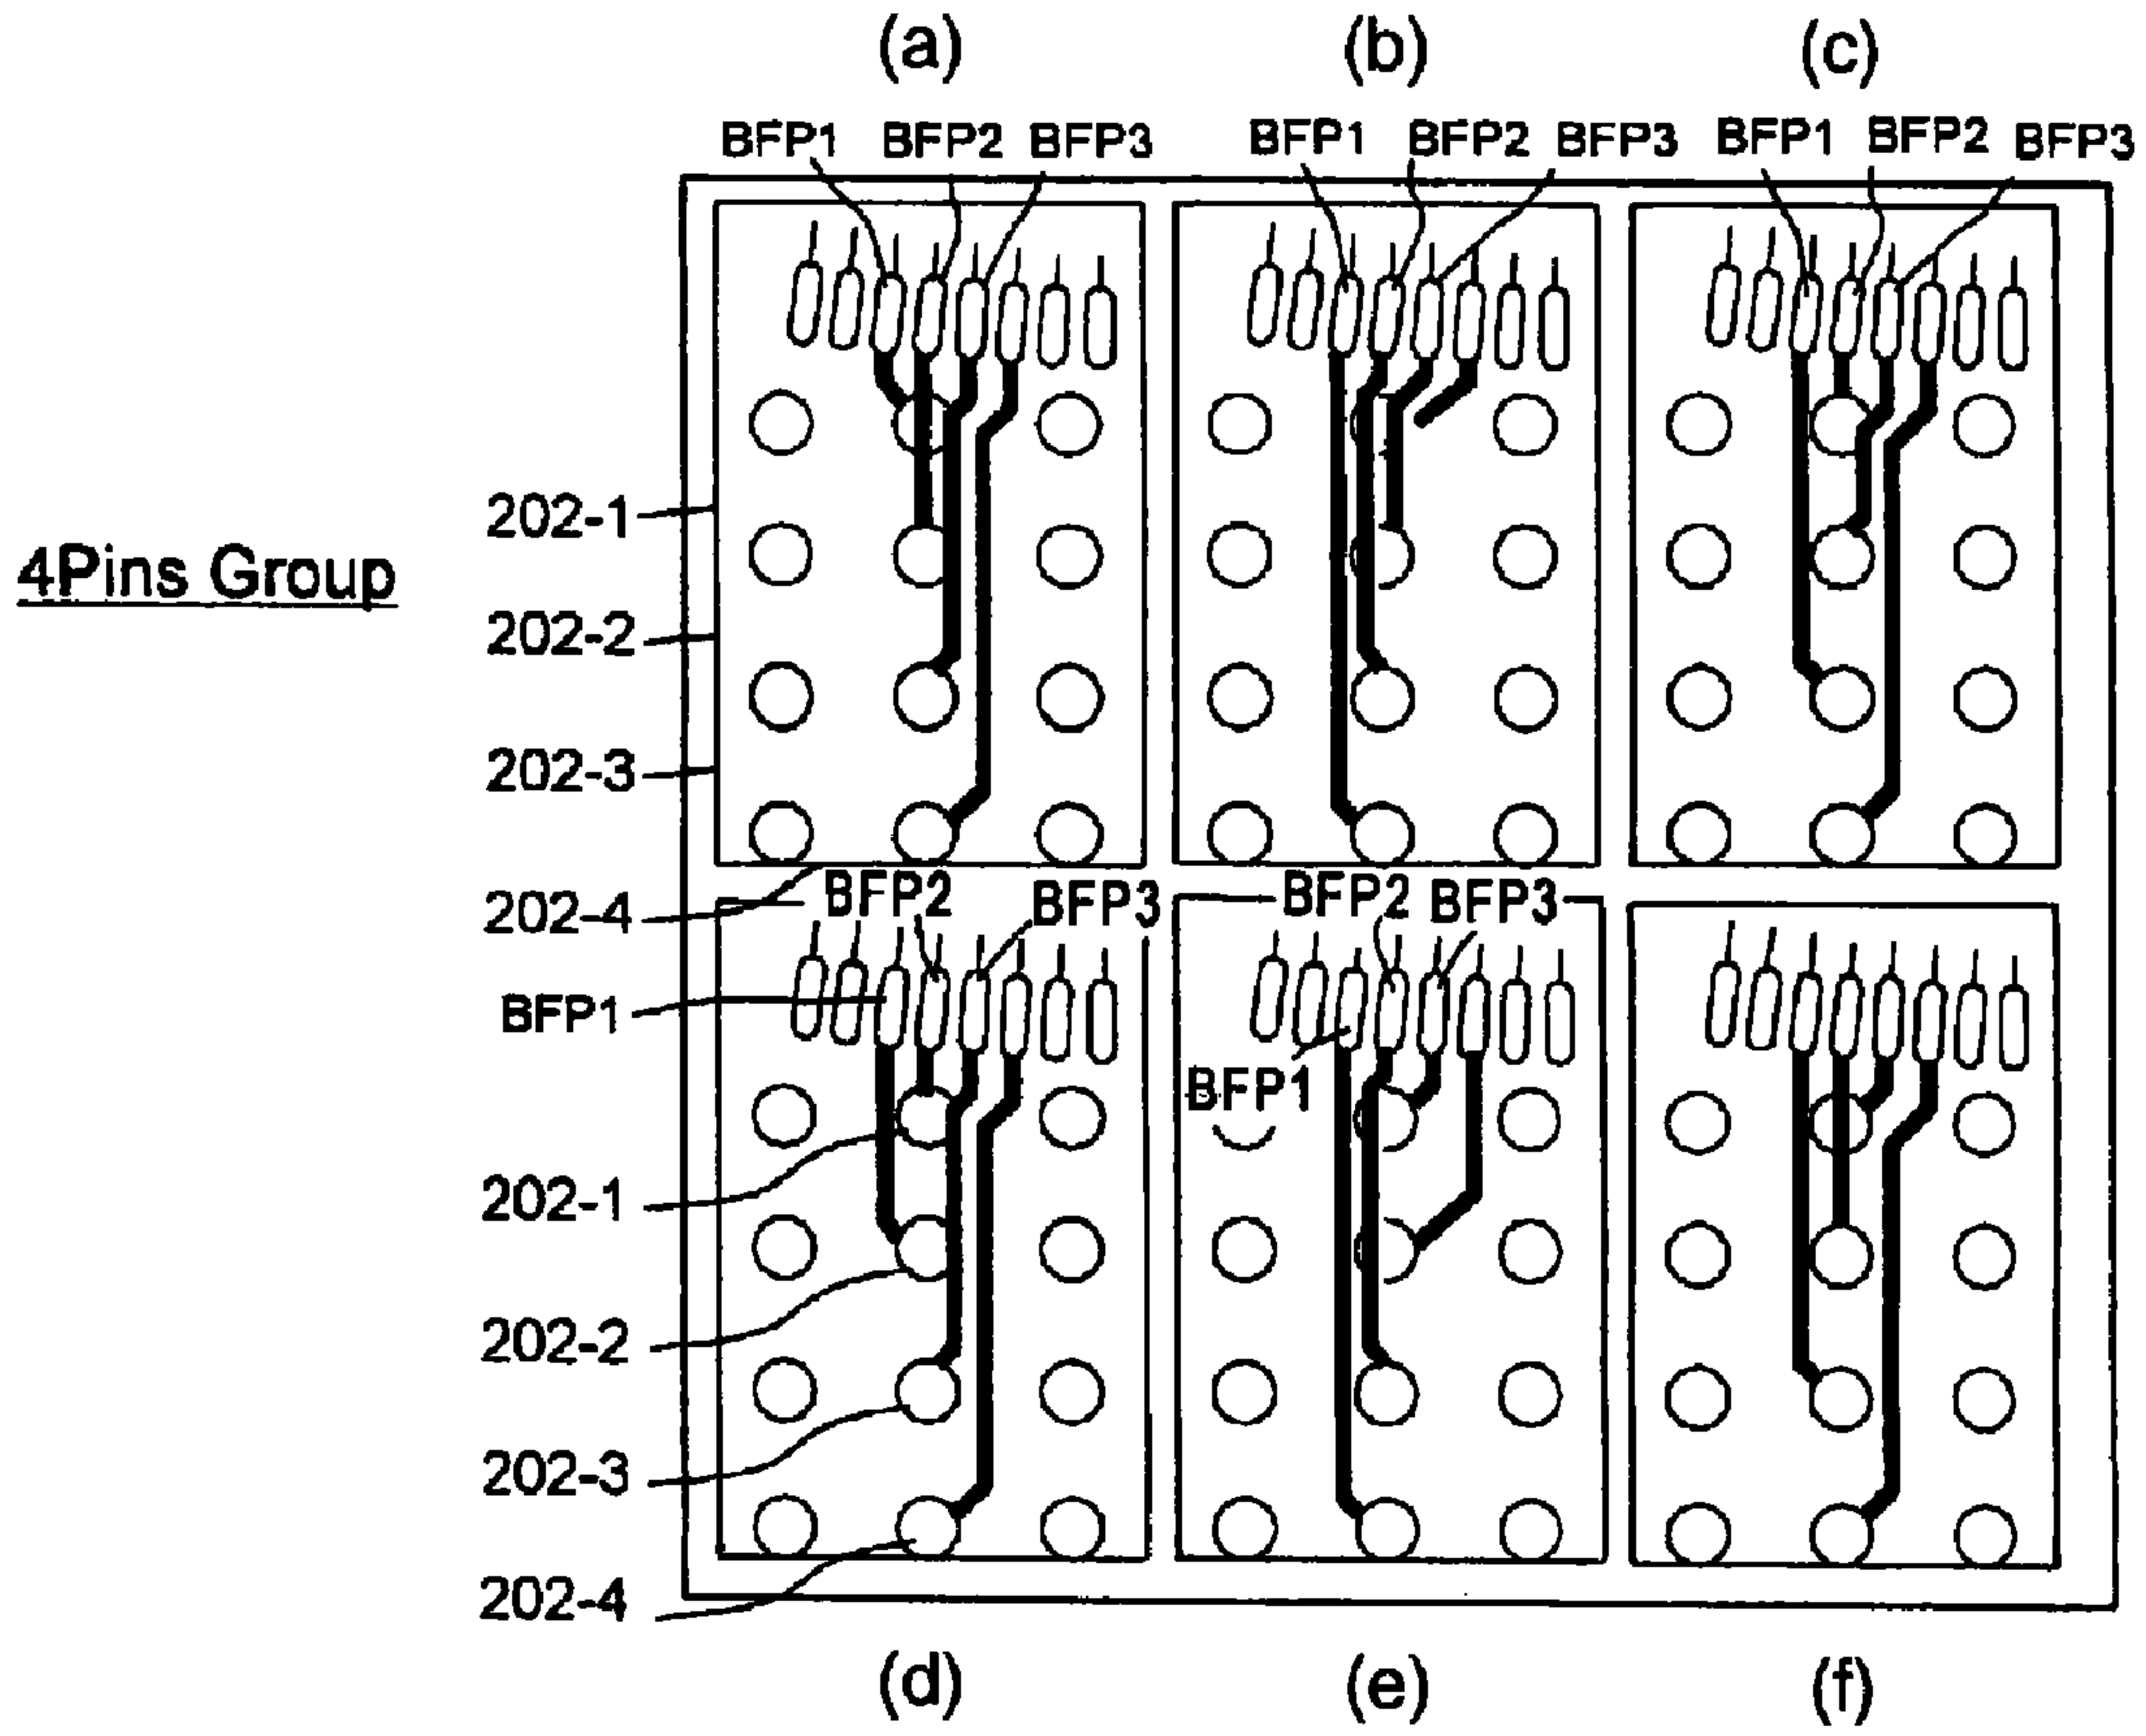 (a) (b) (c)
BFP1 BFP2 BFP3 BFP1 BFP2 BFP3 BFP1 BFP2 BFP3
202-1
4Pins Group
202-2
202-3
202-4
BFP2 BFP3 BFP2 BFP3
BFP1
BFP1
202-1
202-2
202-3
202-4
(d) (e) (f)